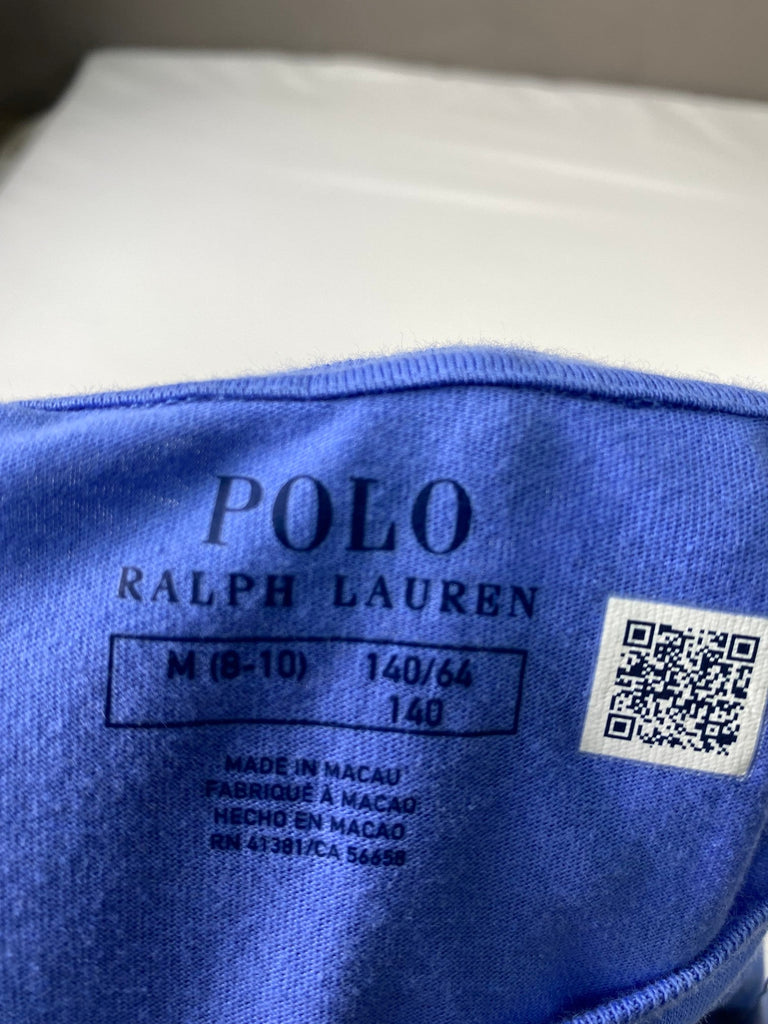 POLO
RALPH LAUREN
M (8-10) 140/64
140
MADE IN MACAU
FABRIQUÉ À MACAO
HECHO EN MACAO
RN 41381/CA 56658